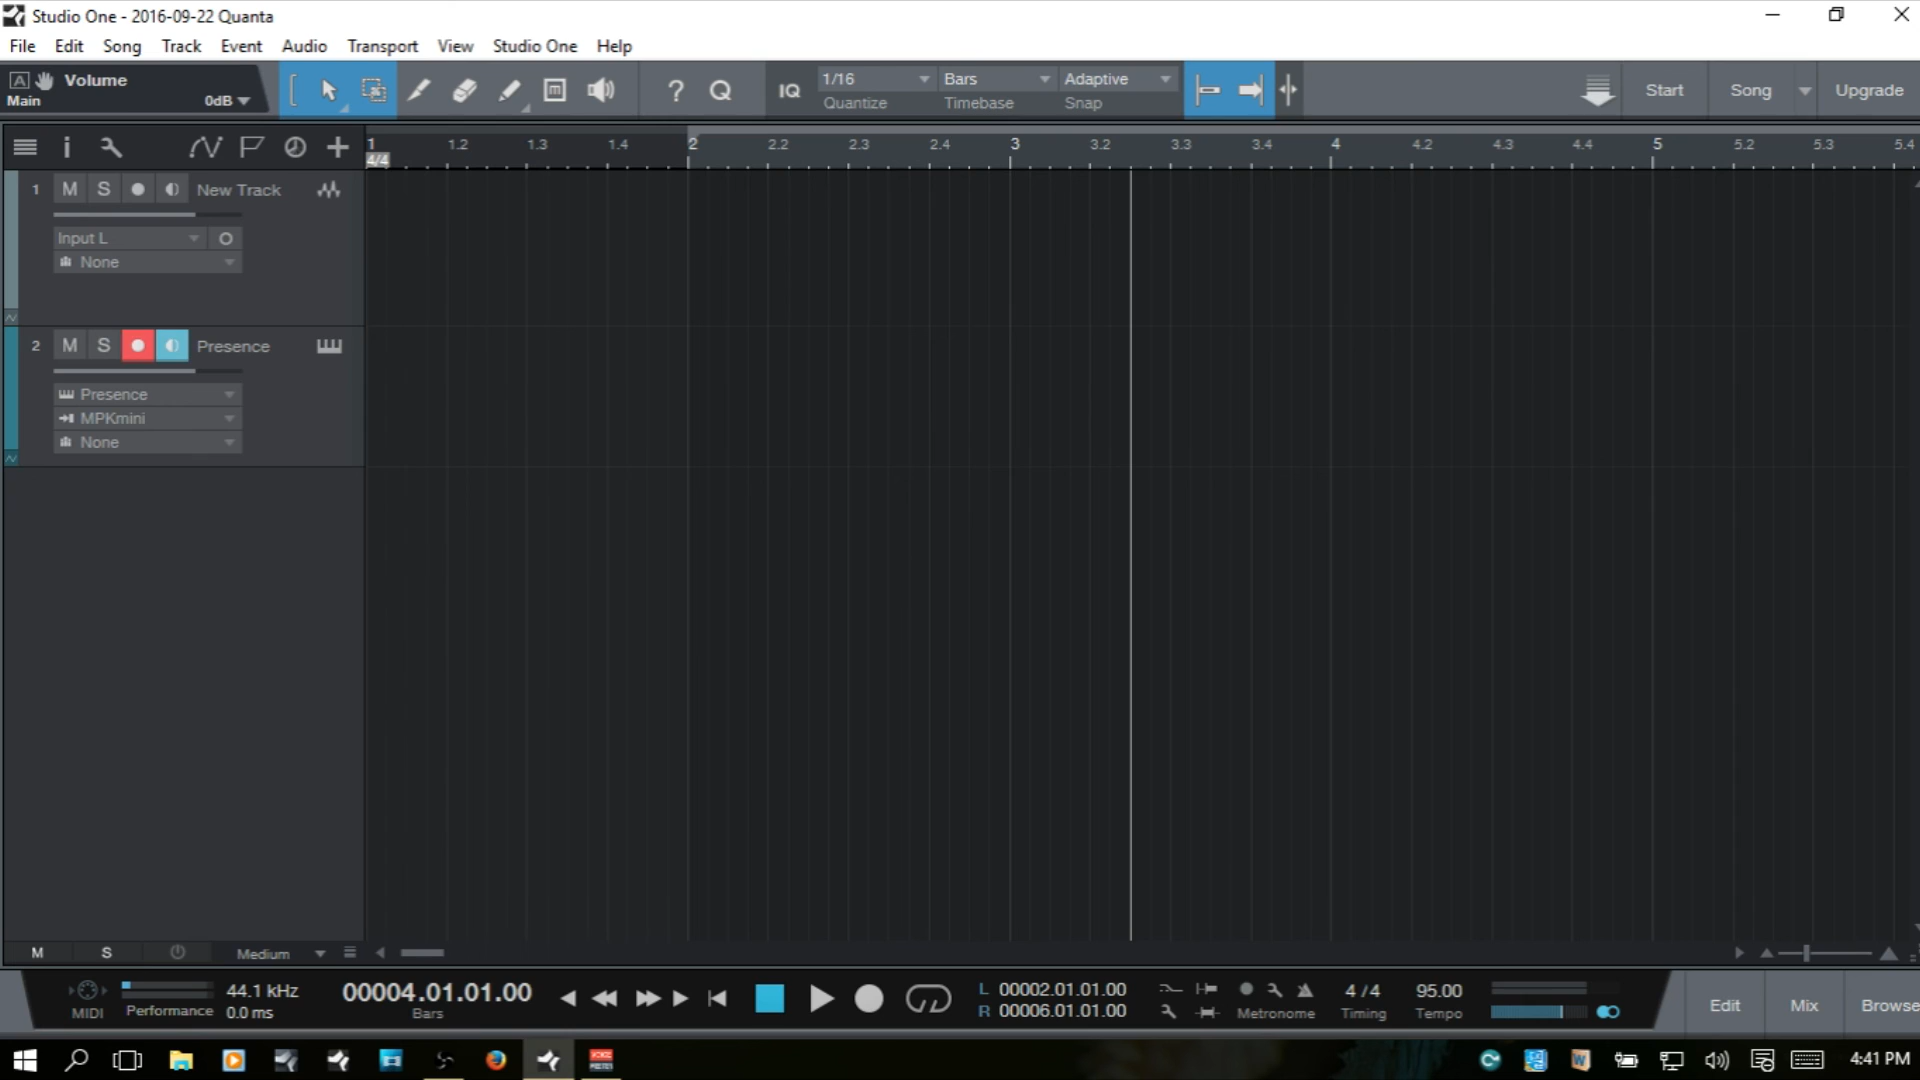 Studio One - 2016-09-22 Quanta
File Edit Song Track Event Audio Transport View Studio One Help
A Volume
Main 0dB
? Q IQ 1/16 Bars Adaptive Start Song Upgrade
Quantize Timebase Snap
1 1.2 1.3 1.4 2 2.2 2.3 2.4 3 3.2 3.3 3.4 4 4.2 4.3 4.4 5 5.2 5.3 5.4
4/4
1 M S New Track
Input L
None
2 M S Presence
Presence
MPKmini
None
M S Medium
MIDI Performance 44.1 kHz 0.0 ms
00004.01.01.00
Bars
L 00002.01.01.00
R 00006.01.01.00
Metronome
4 / 4
Timing
95.00
Tempo
Edit Mix Browse
4:41 PM